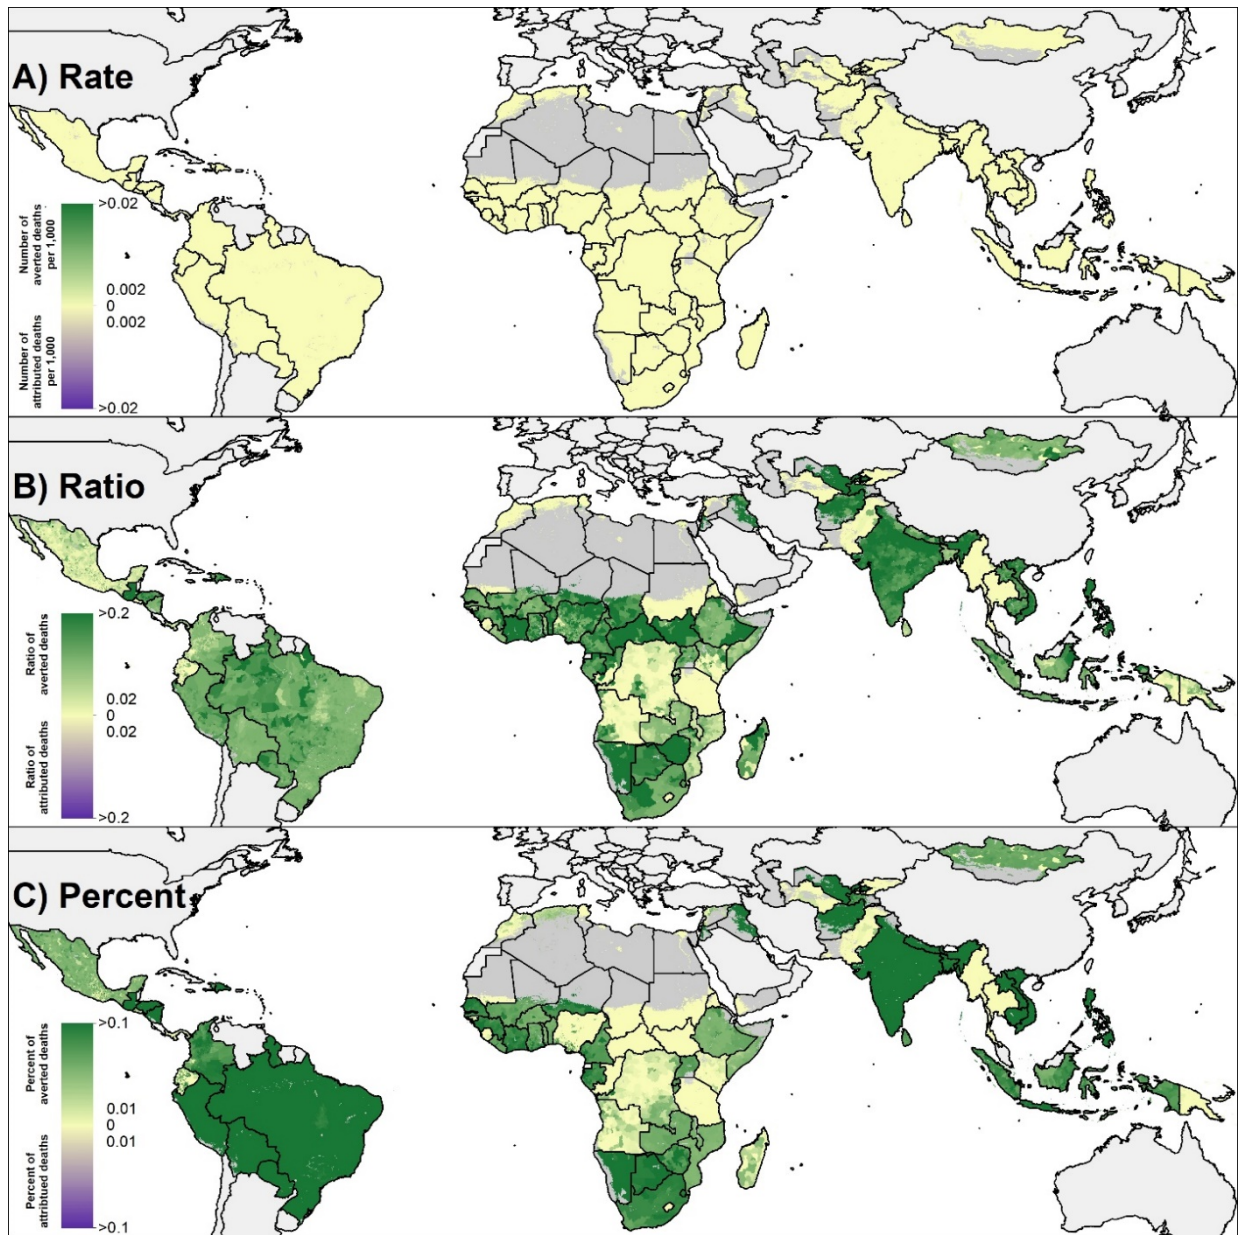 A) Rate
Number of
averted deaths
per 1,000
Number of
attributed deaths
per 1,000
>0.02
0.002
0
0.002
>0.02
B) Ratio
Ratio of
averted deaths
Ratio of
attributed deaths
>0.2
0.02
0
0.02
>0.2
C) Percent
Percent of
averted deaths
Percent of
attribtued deaths
>0.1
0.01
0
0.01
>0.1